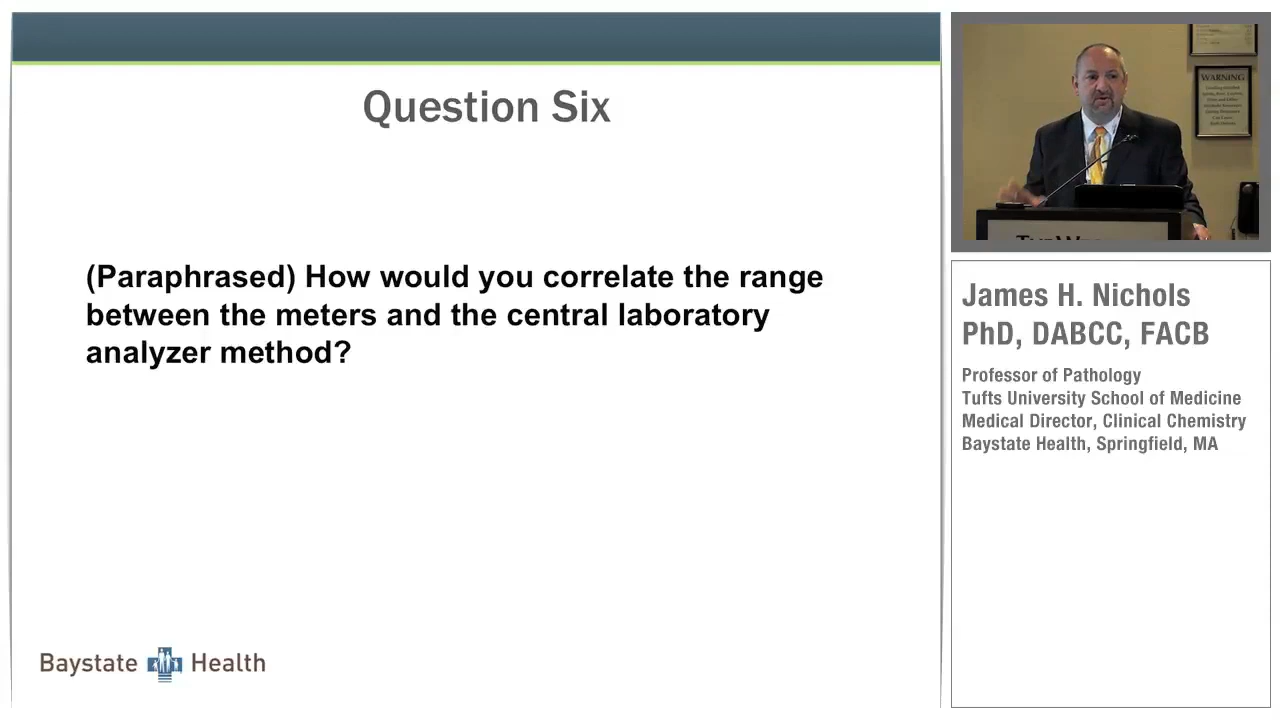 Question Six
(Paraphrased) How would you correlate the range
between the meters and the central laboratory
analyzer method?
Baystate Health
WARNING
James H. Nichols
PhD, DABCC, FACB
Professor of Pathology
Tufts University School of Medicine
Medical Director, Clinical Chemistry
Baystate Health, Springfield, MA